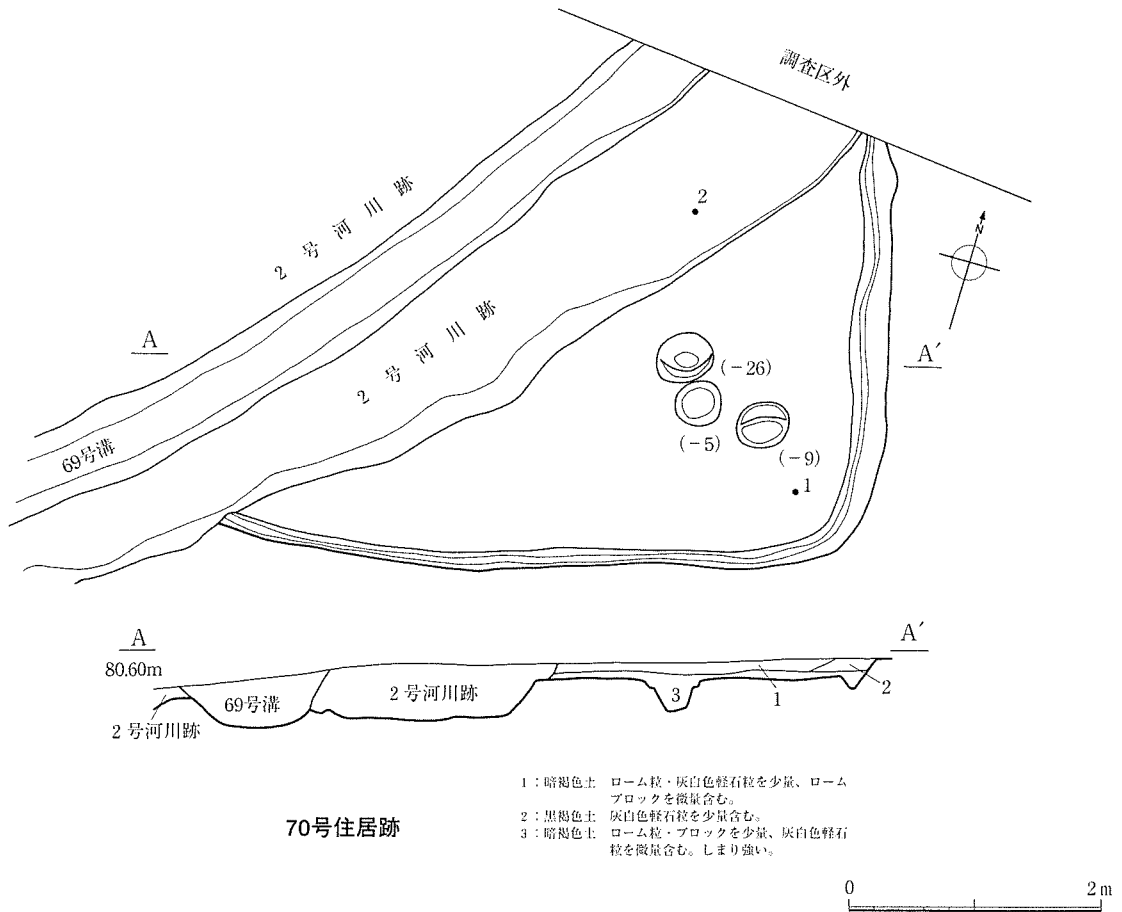 調査区外
2号河川跡
2
N
A
A′
2号河川跡
(-26)
69号溝
(-5)
(-9)
1
A
A′
80.60m
69号溝
2号河川跡
3
1
2
2号河川跡
1：暗褐色土 ローム粒・灰白色軽石粒を少量、ローム
ブロックを微量含む。
2：黒褐色土 灰白色軽石粒を少量含む。
3：暗褐色土 ローム粒・ブロックを少量、灰白色軽石
粒を微量含む。しまり強い。
70号住居跡
0 2m